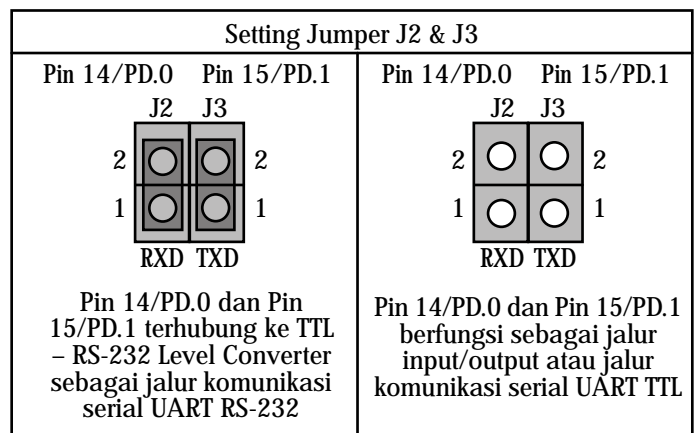 Setting Jumper J2 & J3
Pin 14/PD.0 Pin 15/PD.1
J2 J3
2 2
1 1
RXD TXD
Pin 14/PD.0 dan Pin
15/PD.1 terhubung ke TTL
– RS-232 Level Converter
sebagai jalur komunikasi
serial UART RS-232
Pin 14/PD.0 Pin 15/PD.1
J2 J3
2 2
1 1
RXD TXD
Pin 14/PD.0 dan Pin 15/PD.1
berfungsi sebagai jalur
input/output atau jalur
komunikasi serial UART TTL